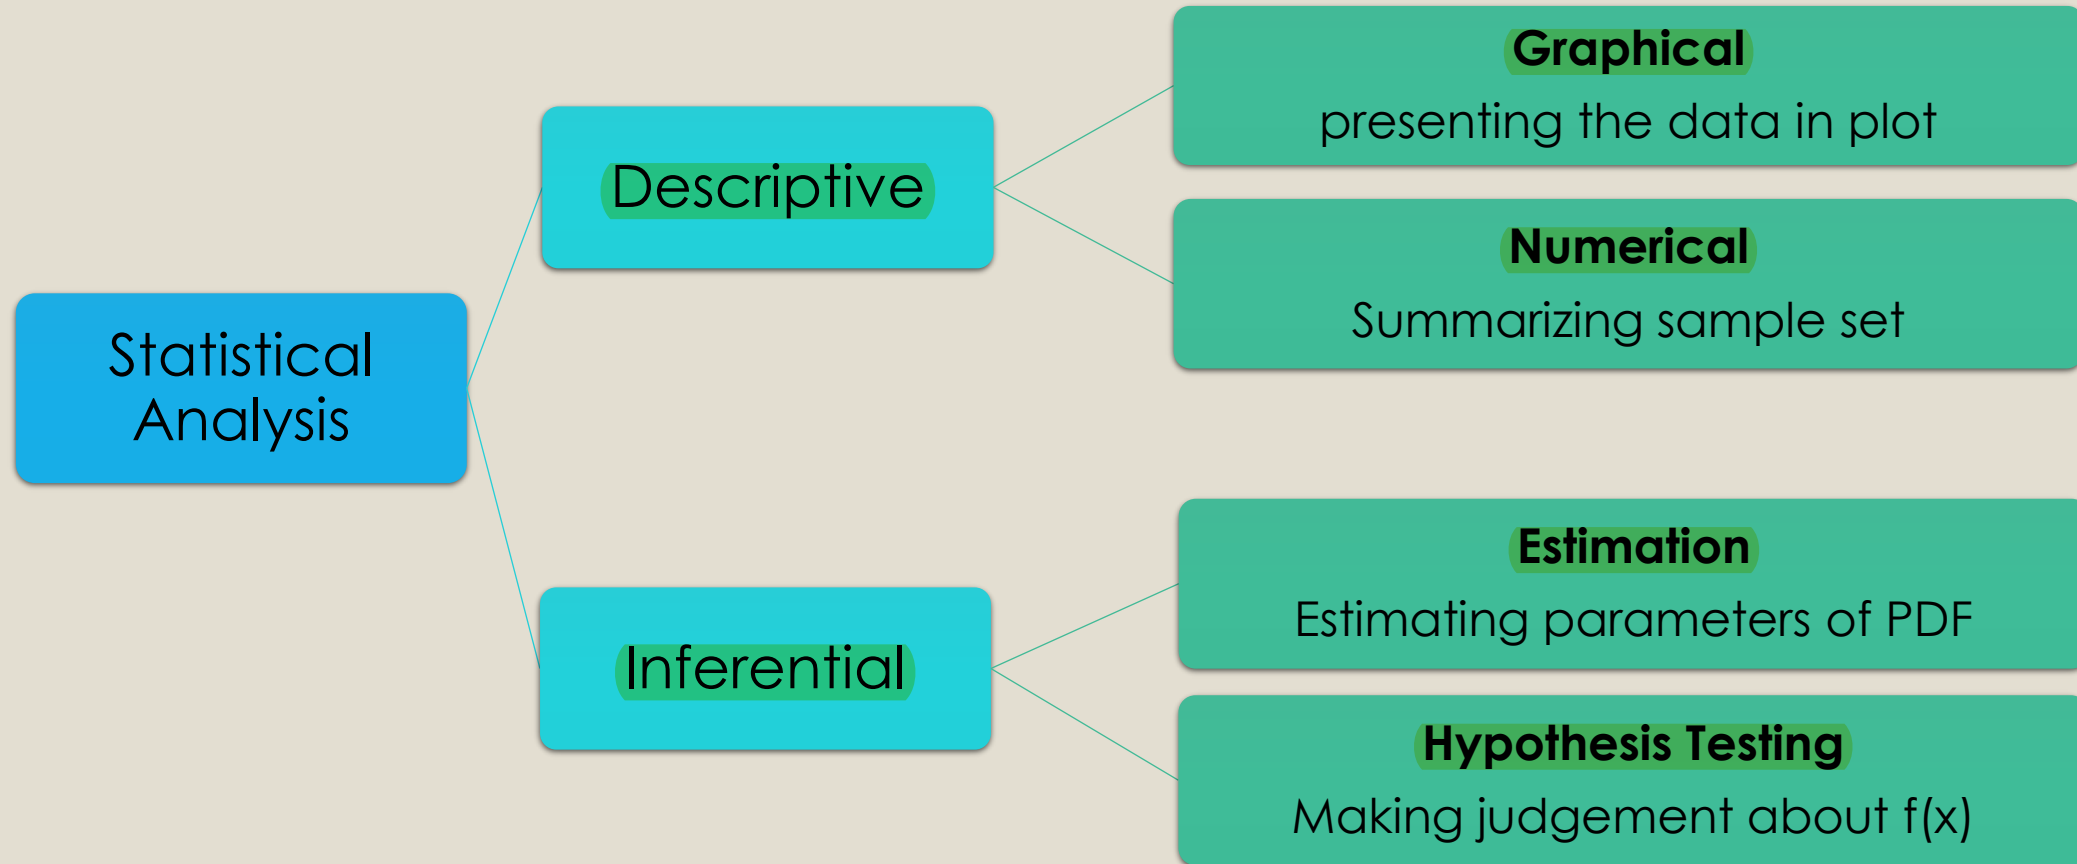 Statistical
Analysis
Descriptive
Graphical
presenting the data in plot
Numerical
Summarizing sample set
Inferential
Estimation
Estimating parameters of PDF
Hypothesis Testing
Making judgement about f(x)